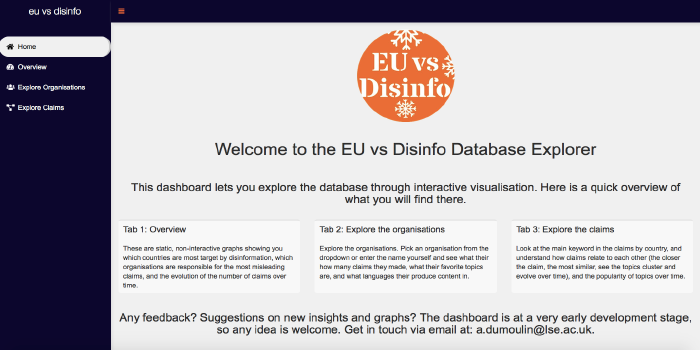 eu vs disinfo
Home
Overview
Explore Organisations
Explore Claims
EU vs
Disinfo
Welcome to the EU vs Disinfo Database Explorer
This dashboard lets you explore the database through interactive visualisation. Here is a quick overview of
what you will find there.
Tab 1: Overview
These are static, non-interactive graphs showing you
which countries are most target by disinformation, which
organisations are responsible for the most misleading
claims, and the evolution of the number of claims over
time.
Tab 2: Explore the organisations
Explore the organisations. Pick an organisation from the
dropdown or enter the name yourself and see what their
how many claims they made, what their favorite topics
are, and what languages their produce content in.
Tab 3: Explore the claims
Look at the main keyword in the claims by country, and
understand how claims relate to each other (the closer
the claim, the most similar, see the topics cluster and
evolve over time), and the popularity of topics over time.
Any feedback? Suggestions on new insights and graphs? The dashboard is at a very early development stage,
so any idea is welcome. Get in touch via email at: a.dumoulin@lse.ac.uk.